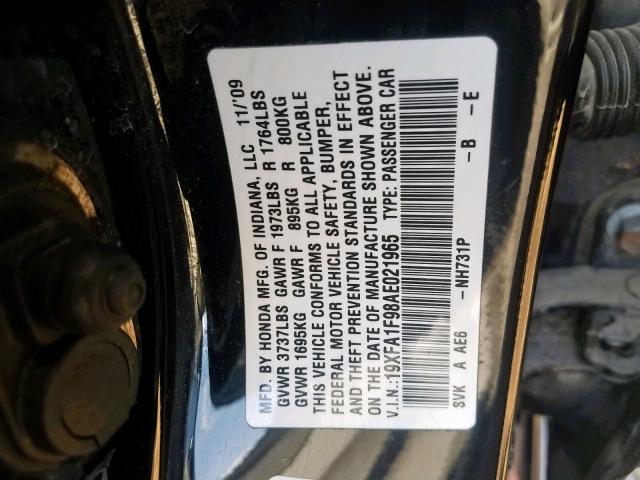 MFD. BY HONDA MFG. OF INDIANA, LLC 11/'09
GVWR 3737LBS GAWR F 1973LBS R 1764LBS
GVWR 1695KG GAWR F 895KG R 800KG
THIS VEHICLE CONFORMS TO ALL APPLICABLE
FEDERAL MOTOR VEHICLE SAFETY, BUMPER,
AND THEFT PREVENTION STANDARDS IN EFFECT
ON THE DATE OF MANUFACTURE SHOWN ABOVE.
V.I.N.:19XFA1F98AE021965 TYPE: PASSENGER CAR
SVK A AE6 -NH731P -B -E